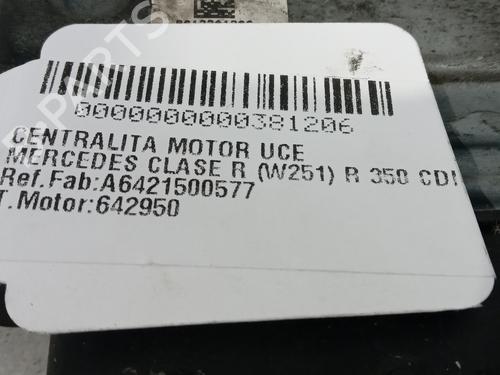 0000000000381206
CENTRALITA MOTOR UCE
MERCEDES CLASE R (W251) R 350 CDI
Ref.Fab:A6421500577
T.Motor:642950